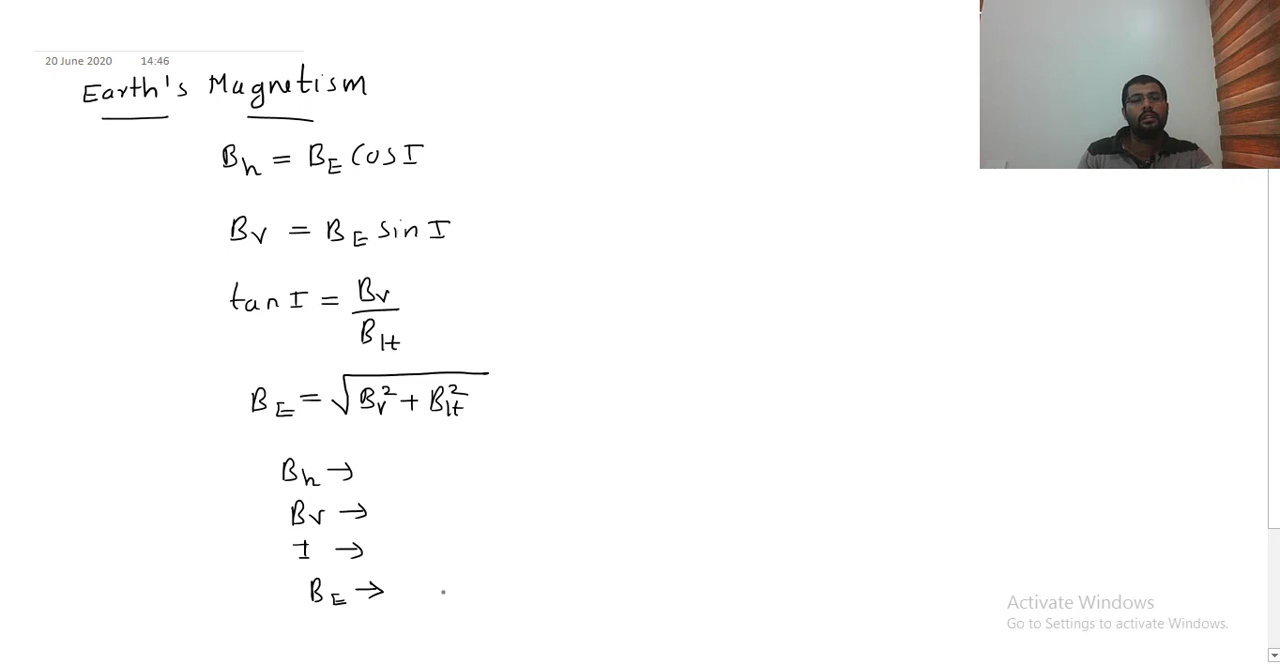 20 June 2020 14:46
Earth's Magnetism
Bh = BE Cos I
Bv = BE sin I
tan I = Bv / BH
BE = √Bv² + BH²
Bh →
Bv →
I →
BE →
Activate Windows
Go to Settings to activate Windows.